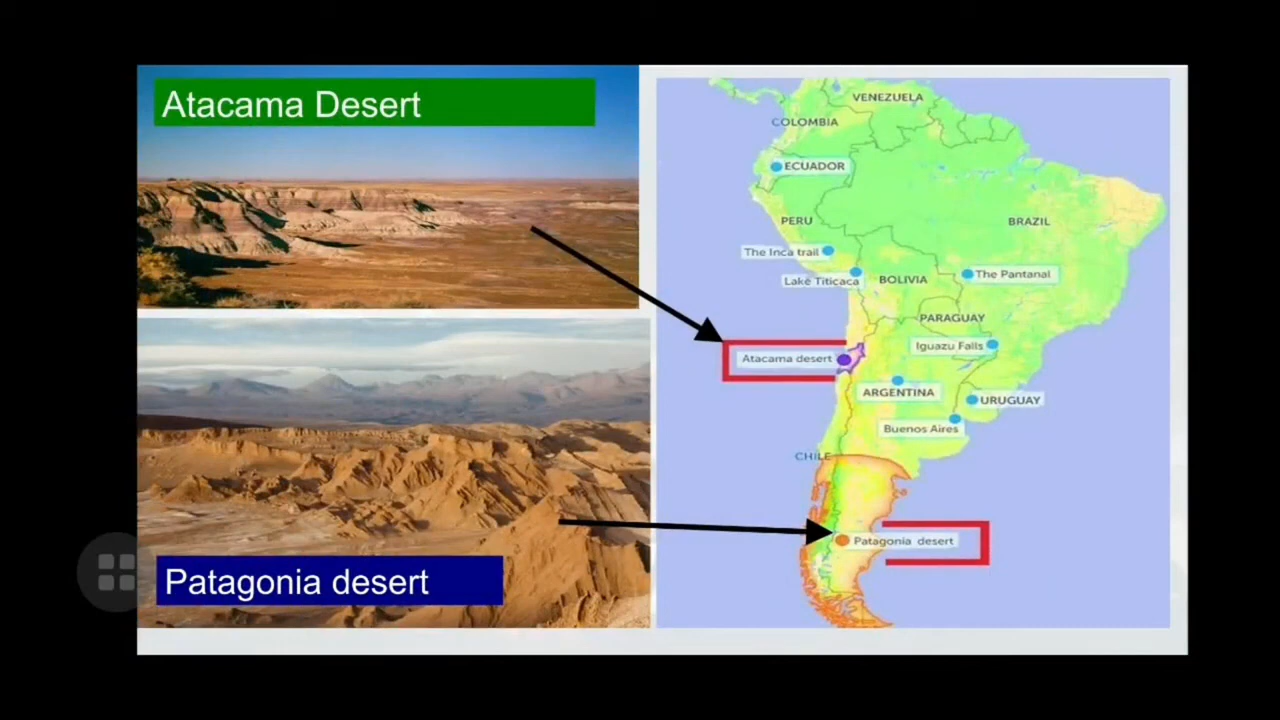 Atacama Desert
Patagonia desert
VENEZUELA
COLOMBIA
ECUADOR
PERU
BRAZIL
The Inca trail
Lake Titicaca
BOLIVIA
The Pantanal
PARAGUAY
Iguazu Falls
Atacama desert
ARGENTINA
URUGUAY
Buenos Aires
CHILE
Patagonia desert